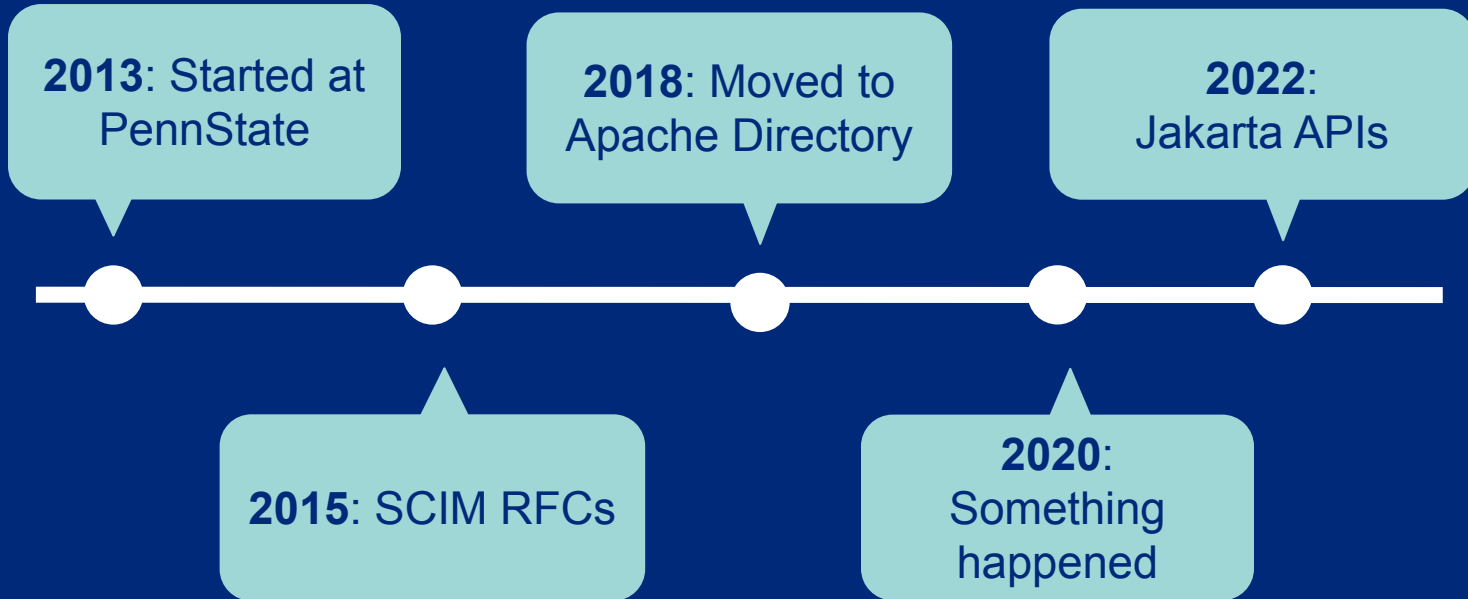 2013: Started at
PennState
2015: SCIM RFCs
2018: Moved to
Apache Directory
2020:
Something
happened
2022:
Jakarta APIs